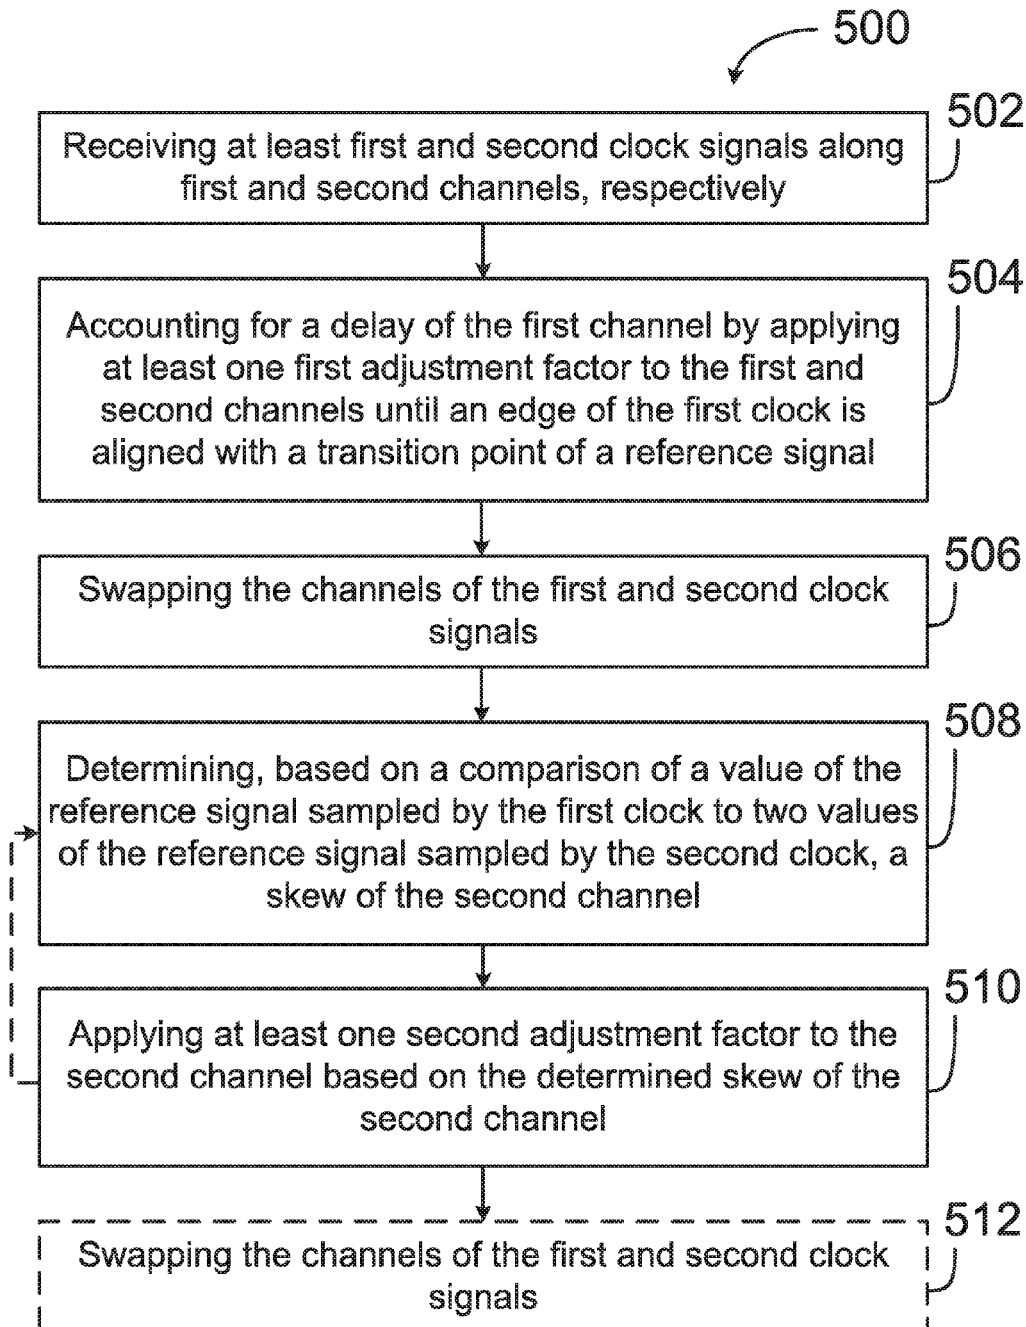 500
502
Receiving at least first and second clock signals along
first and second channels, respectively
504
Accounting for a delay of the first channel by applying
at least one first adjustment factor to the first and
second channels until an edge of the first clock is
aligned with a transition point of a reference signal
506
Swapping the channels of the first and second clock
signals
508
Determining, based on a comparison of a value of the
reference signal sampled by the first clock to two values
of the reference signal sampled by the second clock, a
skew of the second channel
510
Applying at least one second adjustment factor to the
second channel based on the determined skew of the
second channel
512
Swapping the channels of the first and second clock
signals